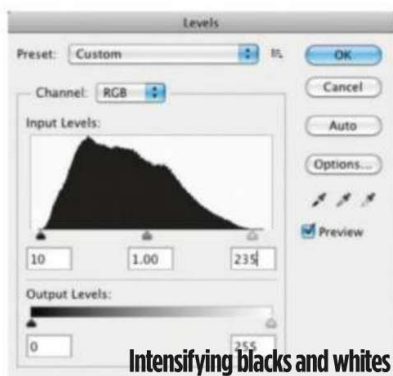 Levels
Preset: Custom
OK
Channel: RGB
Cancel
Input Levels:
Auto
Options...
Preview
10 1.00 235
Output Levels:
0 255
Intensifying blacks and whites